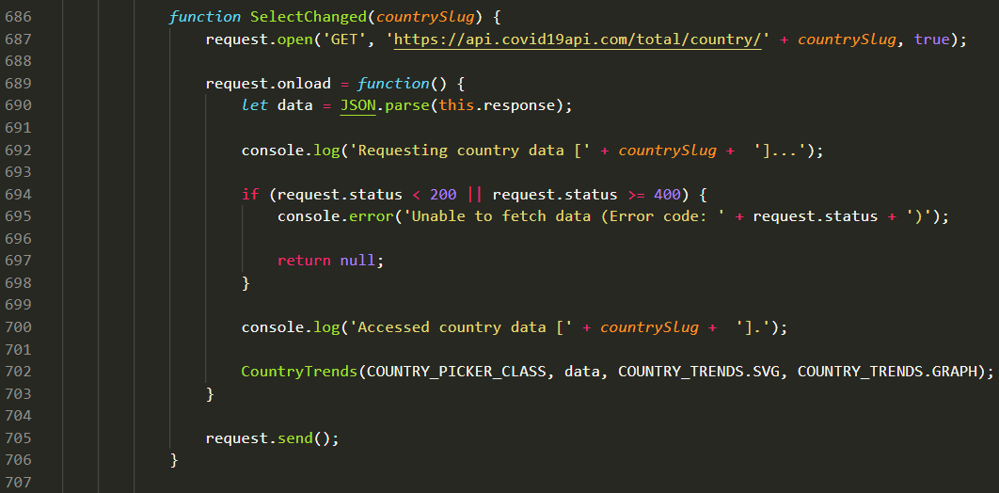 686 function SelectChanged(countrySlug) {
687 request.open('GET', 'https://api.covid19api.com/total/country/' + countrySlug, true);
688
689 request.onload = function() {
690 let data = JSON.parse(this.response);
691
692 console.log('Requesting country data [' + countrySlug +  ']...');
693
694 if (request.status < 200 || request.status >= 400) {
695 console.error('Unable to fetch data (Error code: ' + request.status + ')');
696
697 return null;
698 }
699
700 console.log('Accessed country data [' + countrySlug +  '].');
701
702 CountryTrends(COUNTRY_PICKER_CLASS, data, COUNTRY_TRENDS.SVG, COUNTRY_TRENDS.GRAPH);
703 }
704
705 request.send();
706 }
707